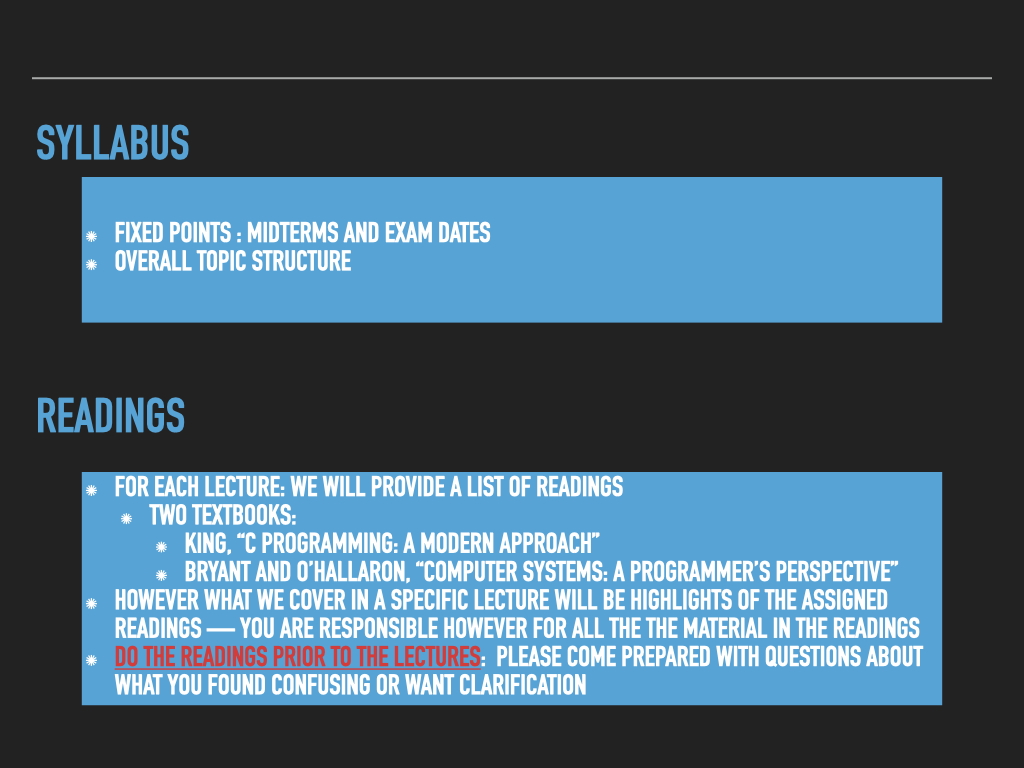 SYLLABUS
FIXED POINTS : MIDTERMS AND EXAM DATES
OVERALL TOPIC STRUCTURE
READINGS
FOR EACH LECTURE: WE WILL PROVIDE A LIST OF READINGS
TWO TEXTBOOKS:
KING, “C PROGRAMMING: A MODERN APPROACH”
BRYANT AND O’HALLARON, “COMPUTER SYSTEMS: A PROGRAMMER’S PERSPECTIVE”
HOWEVER WHAT WE COVER IN A SPECIFIC LECTURE WILL BE HIGHLIGHTS OF THE ASSIGNED
READINGS — YOU ARE RESPONSIBLE HOWEVER FOR ALL THE THE MATERIAL IN THE READINGS
DO THE READINGS PRIOR TO THE LECTURES: PLEASE COME PREPARED WITH QUESTIONS ABOUT
WHAT YOU FOUND CONFUSING OR WANT CLARIFICATION